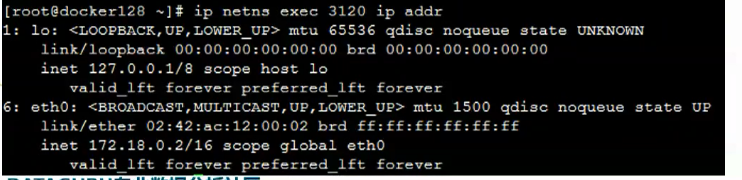 [root@docker128 ~]# ip netns exec 3120 ip addr
1: lo: <LOOPBACK,UP,LOWER_UP> mtu 65536 qdisc noqueue state UNKNOWN
link/loopback 00:00:00:00:00:00 brd 00:00:00:00:00:00
inet 127.0.0.1/8 scope host lo
valid_lft forever preferred_lft forever
6: eth0: <BROADCAST,MULTICAST,UP,LOWER_UP> mtu 1500 qdisc noqueue state UP
link/ether 02:42:ac:12:00:02 brd ff:ff:ff:ff:ff:ff
inet 172.18.0.2/16 scope global eth0
valid_lft forever preferred_lft forever